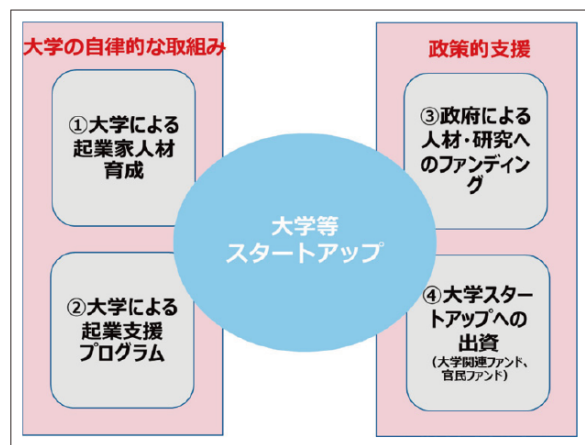 大学の自律的な取組み
①大学による
起業家人材
育成
②大学による
起業支援
プログラム
大学等
スタートアップ
政策的支援
③政府による
人材・研究へ
のファンディン
グ
④大学スター
トアップへの
出資
(大学関連ファンド、
官民ファンド)